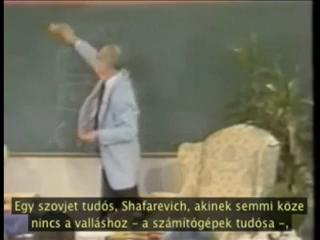 Egy szovjet tudós, Shafarevich, akinek semmi köze
nincs a valláshoz – a számítógépek tudósa –,